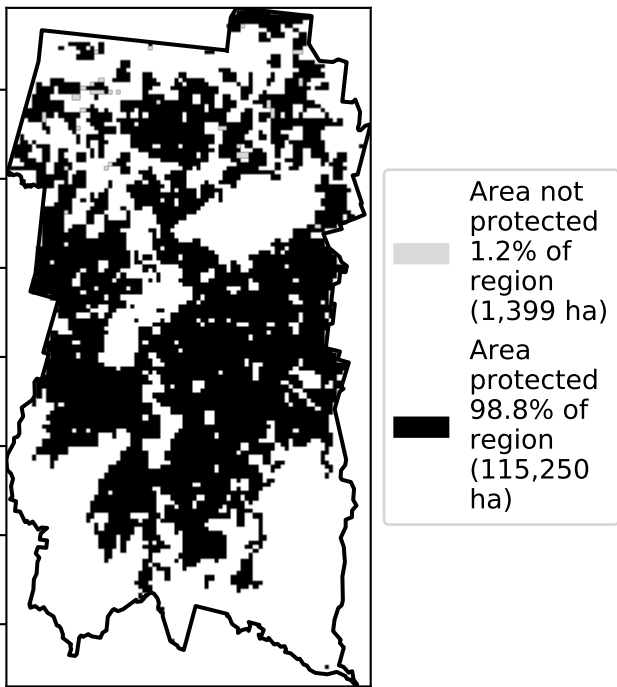 Area not
protected
1.2% of
region
(1,399 ha)
Area
protected
98.8% of
region
(115,250
ha)